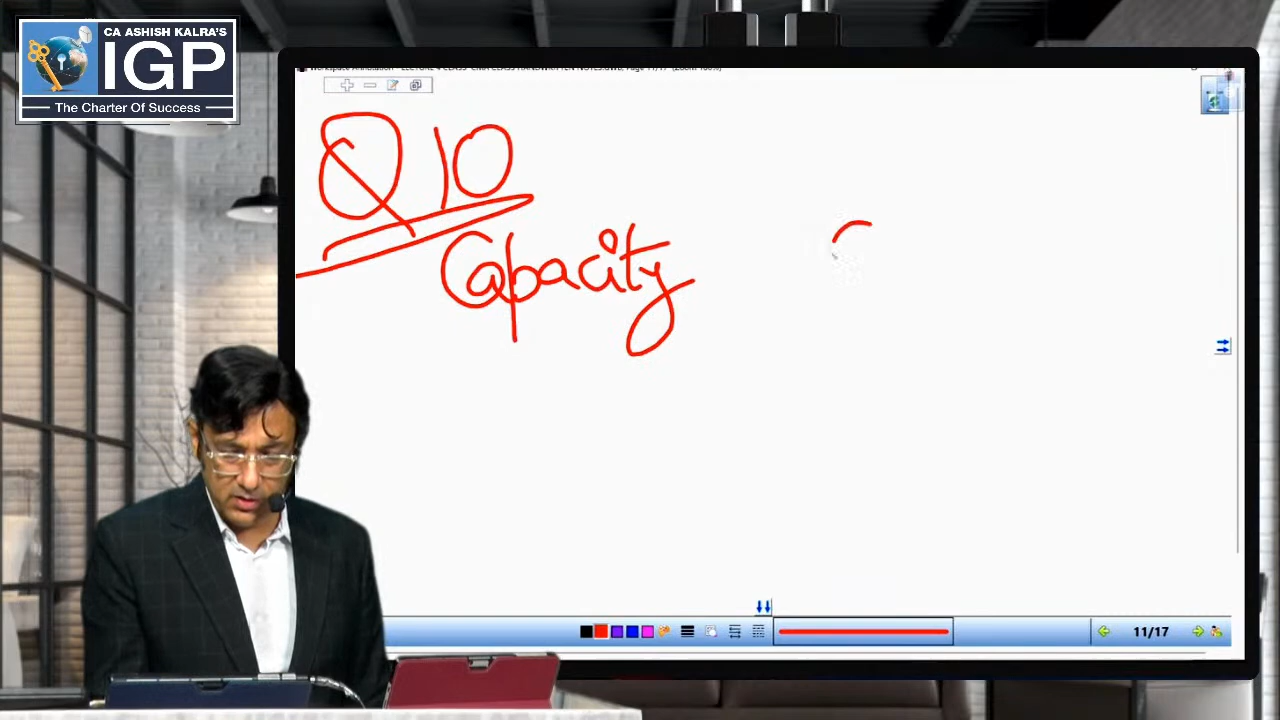 CA ASHISH KALRA'S
IGP
The Charter Of Success
Q 10
Capacity
11/17